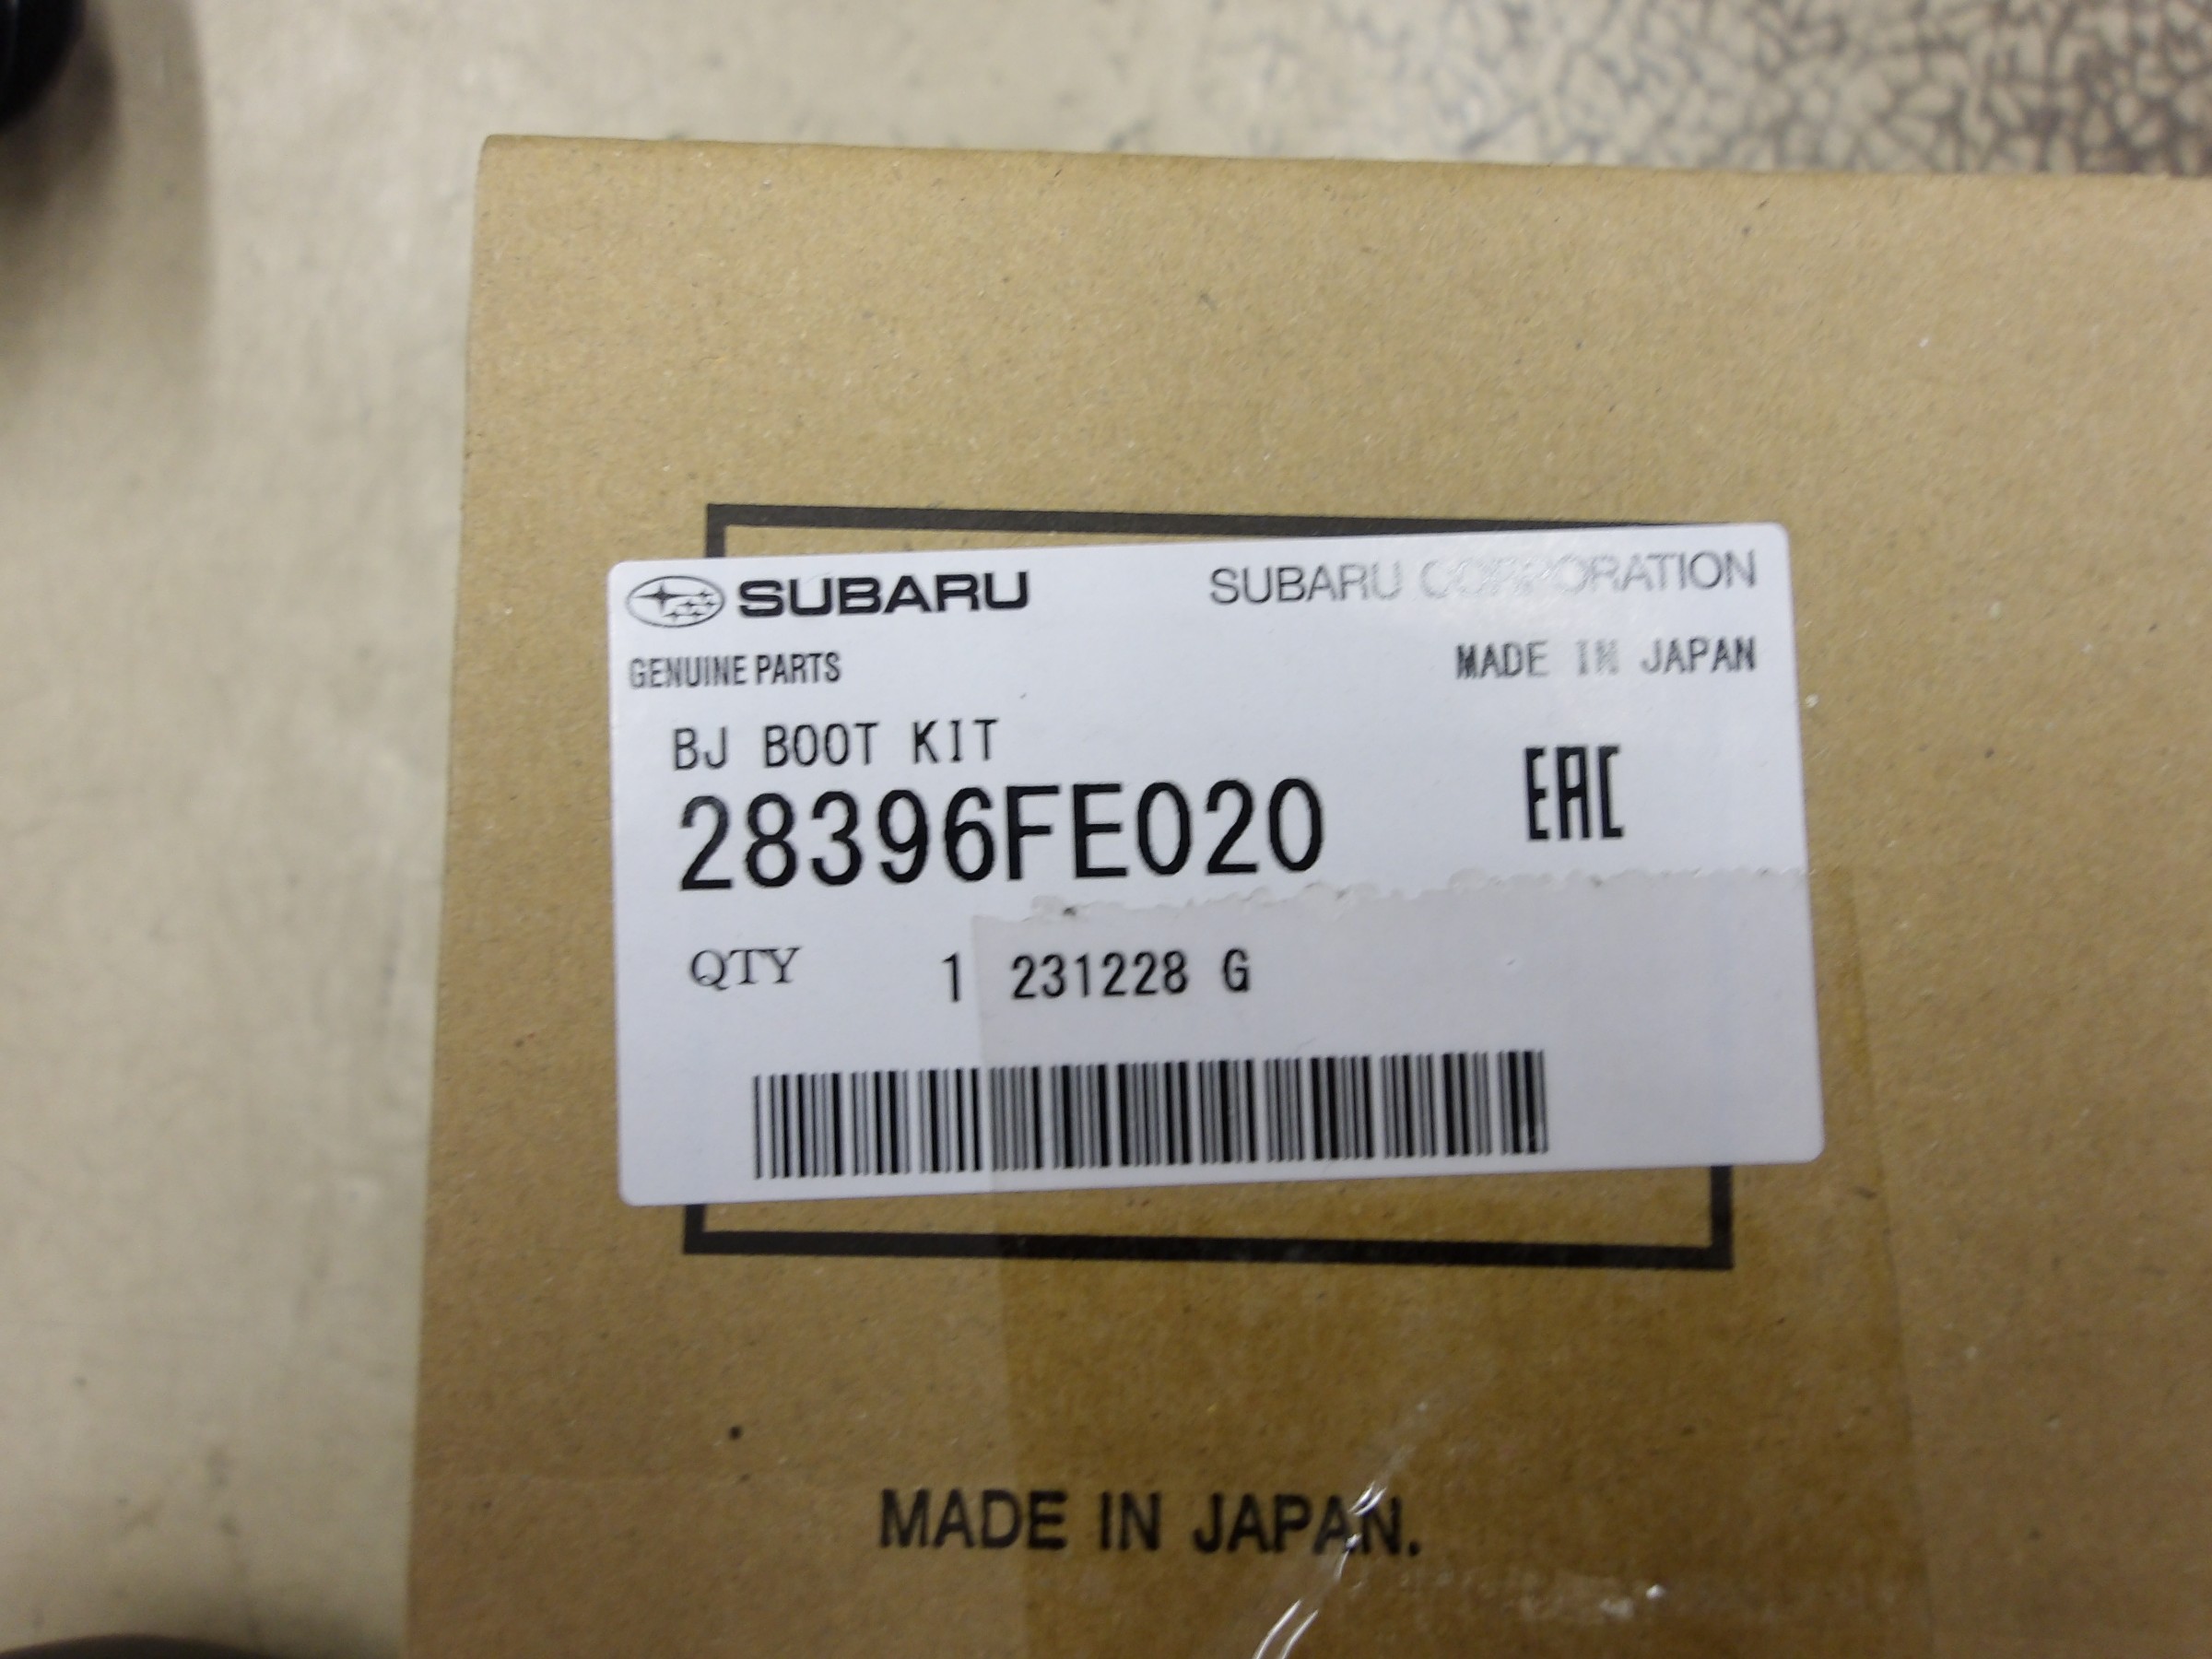 SUBARU SUBARU CORPORATION
GENUINE PARTS MADE IN JAPAN
BJ BOOT KIT
28396FE020 EAC
QTY 1 231228 G
MADE IN JAPAN.